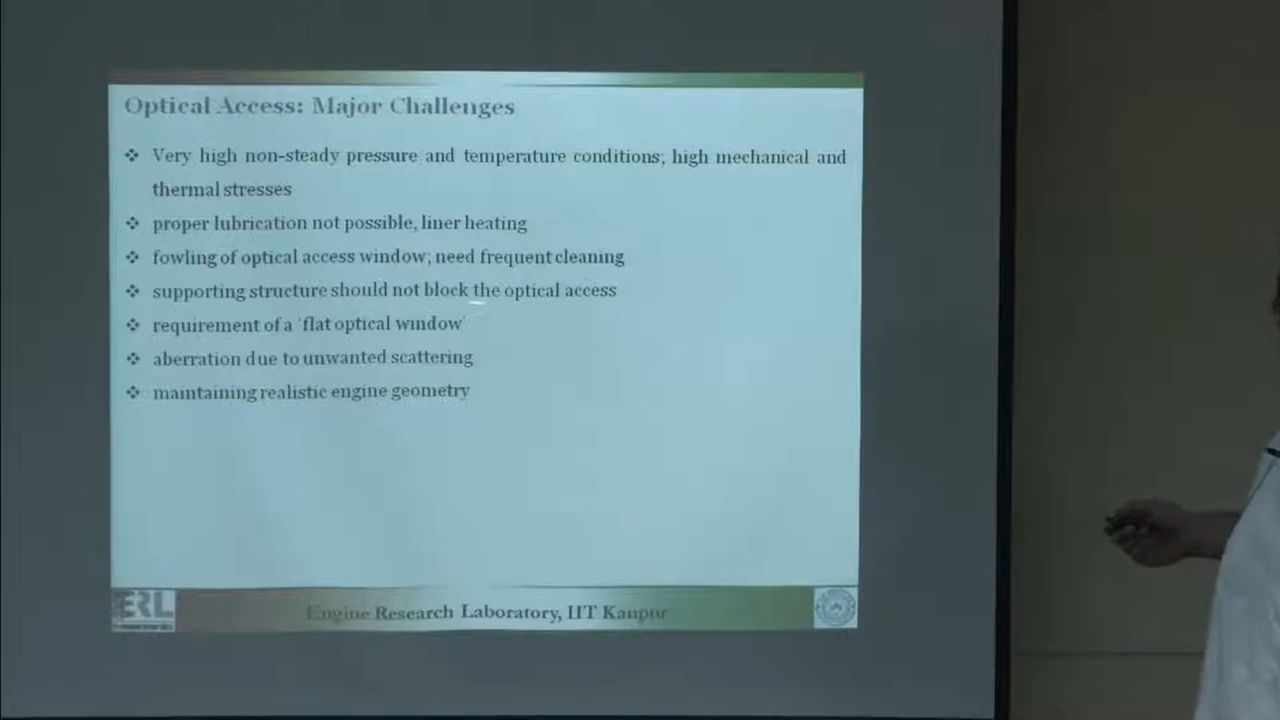 Optical Access: Major Challenges
❖ Very high non-steady pressure and temperature conditions; high mechanical and
thermal stresses
❖ proper lubrication not possible, liner heating
❖ fowling of optical access window; need frequent cleaning
❖ supporting structure should not block the optical access
❖ requirement of a 'flat optical window'
❖ aberration due to unwanted scattering
❖ maintaining realistic engine geometry
ERL
Engine Research Laboratory, IIT Kanpur